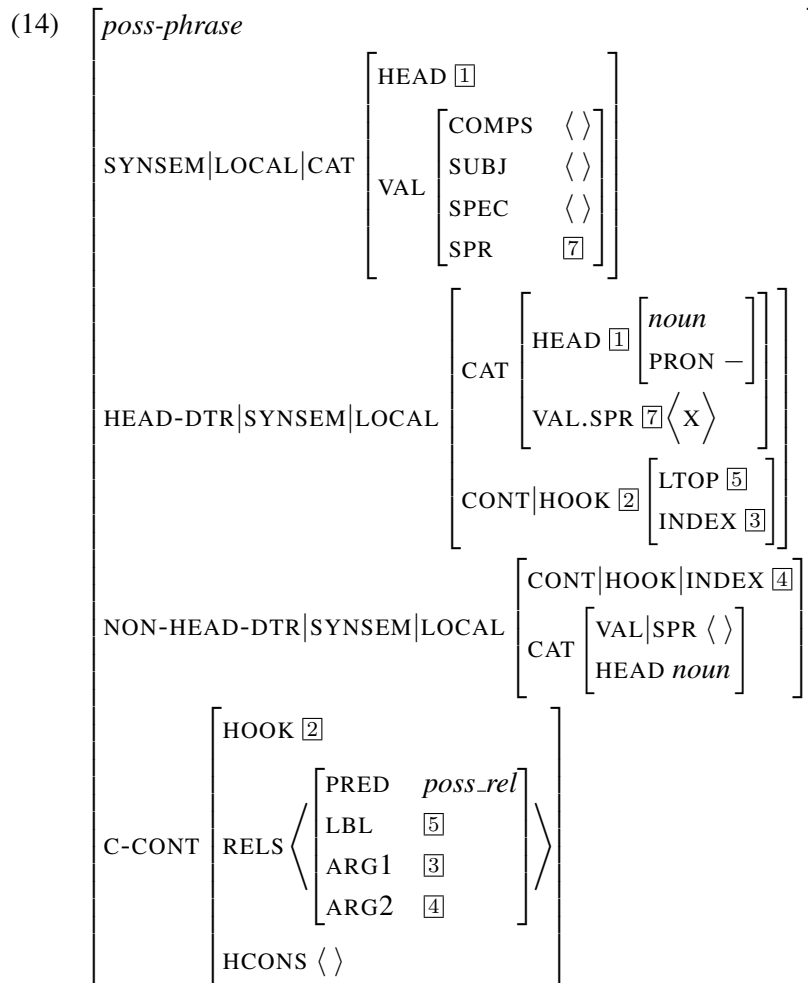 (14)
poss-phrase
HEAD 1
COMPS ⟨ ⟩
SYNSEM|LOCAL|CAT VAL SUBJ ⟨ ⟩
SPEC ⟨ ⟩
SPR 7
HEAD 1 noun
PRON −
CAT
VAL.SPR 7 ⟨X⟩
HEAD-DTR|SYNSEM|LOCAL
CONT|HOOK 2 LTOP 5
INDEX 3
CONT|HOOK|INDEX 4
NON-HEAD-DTR|SYNSEM|LOCAL
CAT VAL|SPR ⟨ ⟩
HEAD noun
HOOK 2
PRED poss_rel
LBL 5
C-CONT RELS
ARG1 3
ARG2 4
HCONS ⟨ ⟩